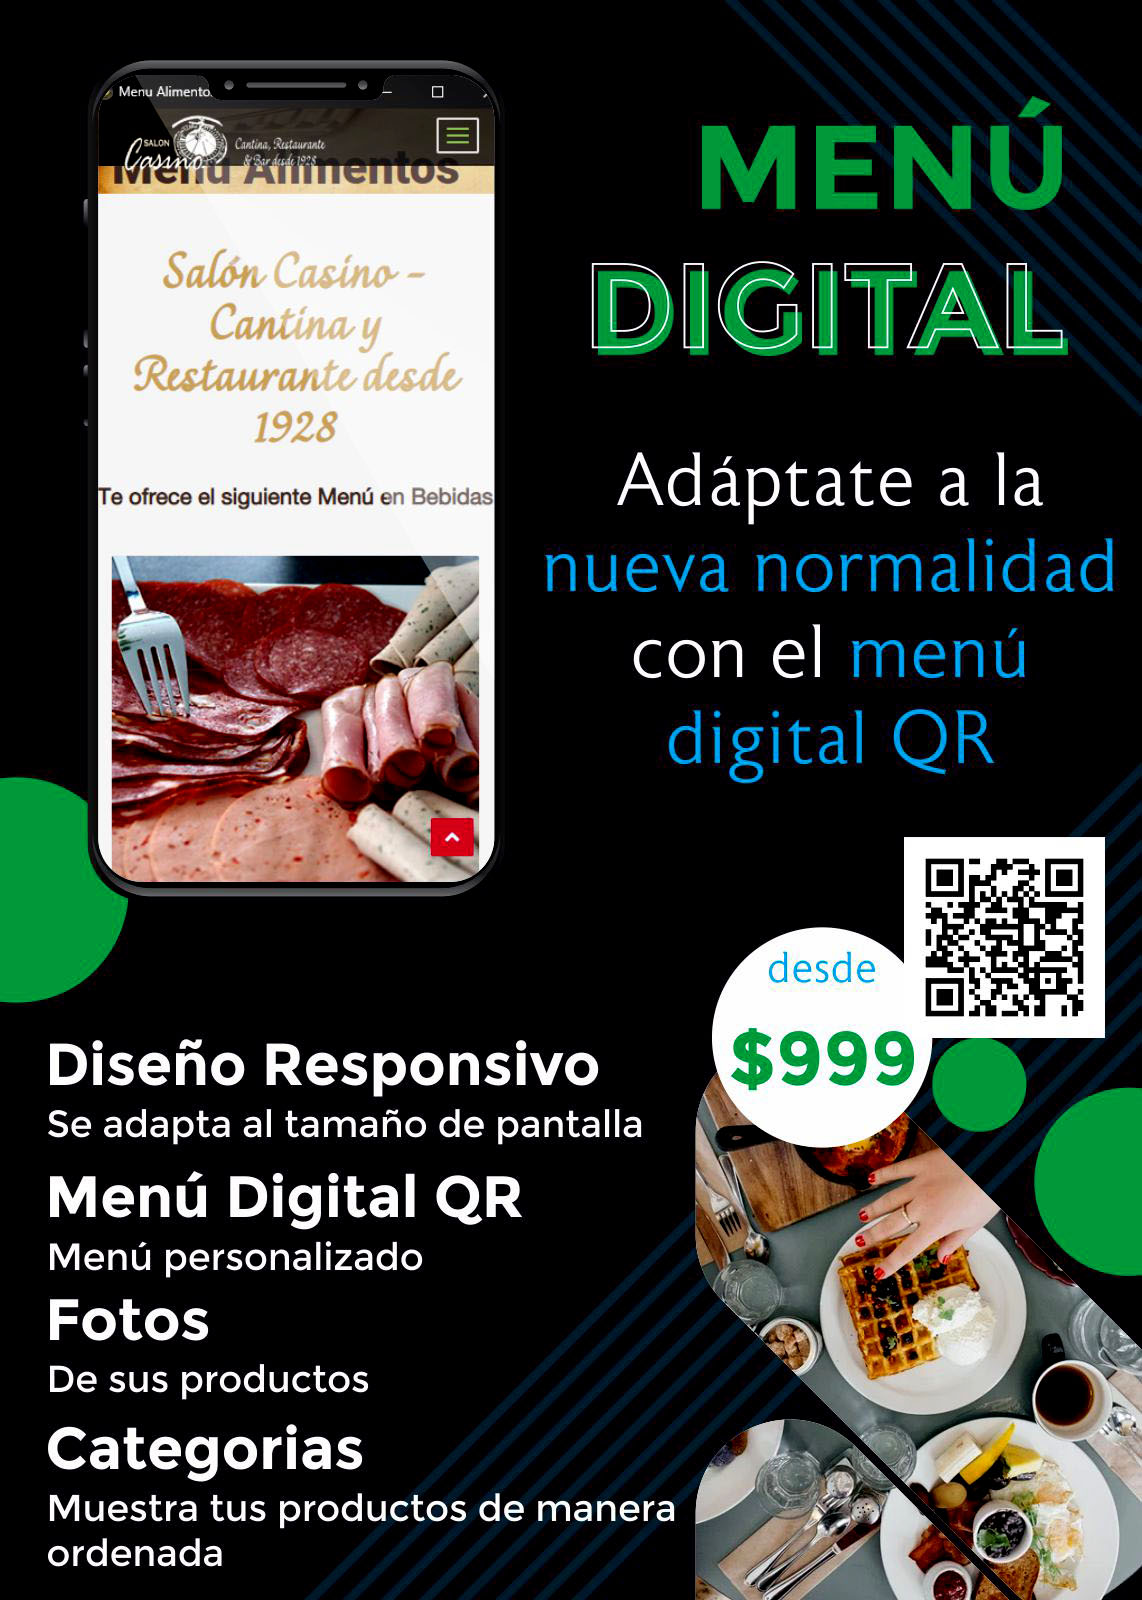 Menu Alimento
SALON
Casino
Cantina, Restaurante
& Bar desde 1928
Menú Alimentos
Salón Casino -
Cantina y
Restaurante desde
1928
Te ofrece el siguiente Menú en Bebidas
MENÚ
DIGITAL
Adáptate a la
nueva normalidad
con el menú
digital QR
desde
$999
Diseño Responsivo
Se adapta al tamaño de pantalla
Menú Digital QR
Menú personalizado
Fotos
De sus productos
Categorias
Muestra tus productos de manera
ordenada